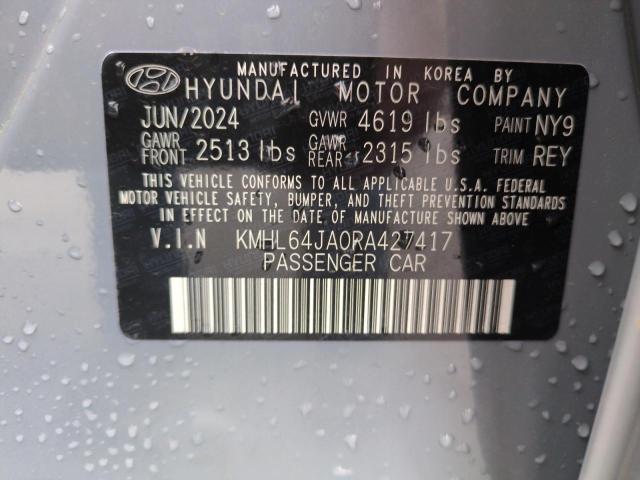 MANUFACTURED IN KOREA BY
HYUNDAI MOTOR COMPANY
JUN/2024 GVWR 4619 lbs PAINT NY9
GAWR FRONT 2513 lbs GAWR REAR 2315 lbs TRIM REY
THIS VEHICLE CONFORMS TO ALL APPLICABLE U.S.A. FEDERAL
MOTOR VEHICLE SAFETY, BUMPER, AND THEFT PREVENTION STANDARDS
IN EFFECT ON THE DATE OF MANUFACTURE SHOWN ABOVE.
V.I.N KMHL64JA0RA427417
PASSENGER CAR